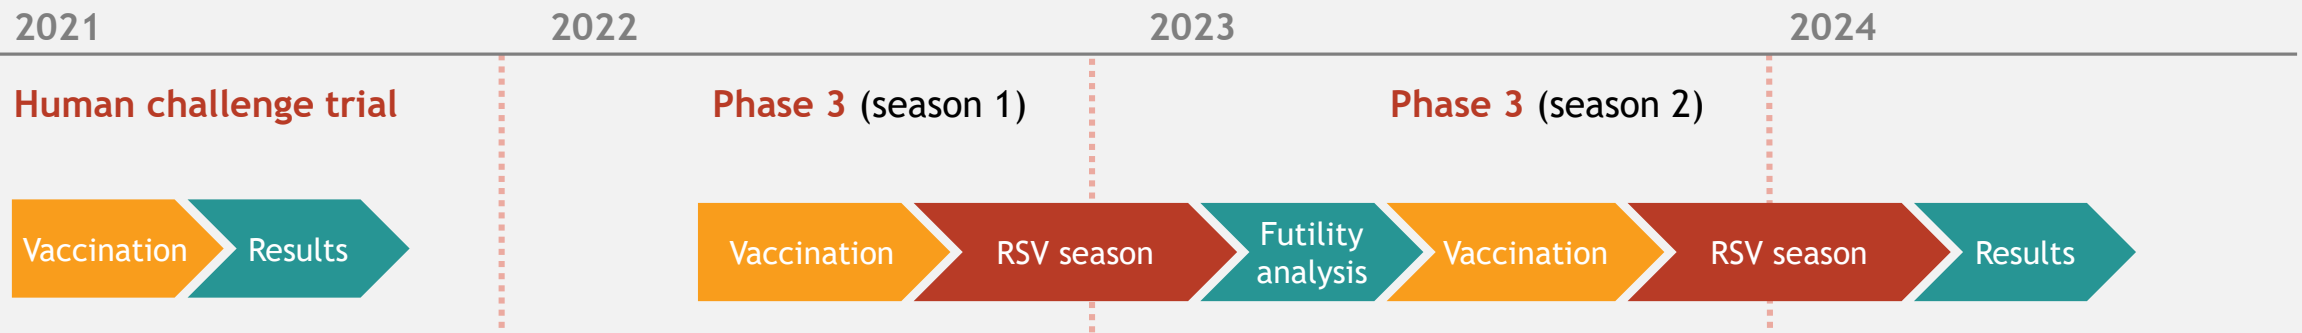 2021 2022 2023 2024
Human challenge trial Phase 3 (season 1) Phase 3 (season 2)
Vaccination Results Vaccination RSV season Futility analysis Vaccination RSV season Results